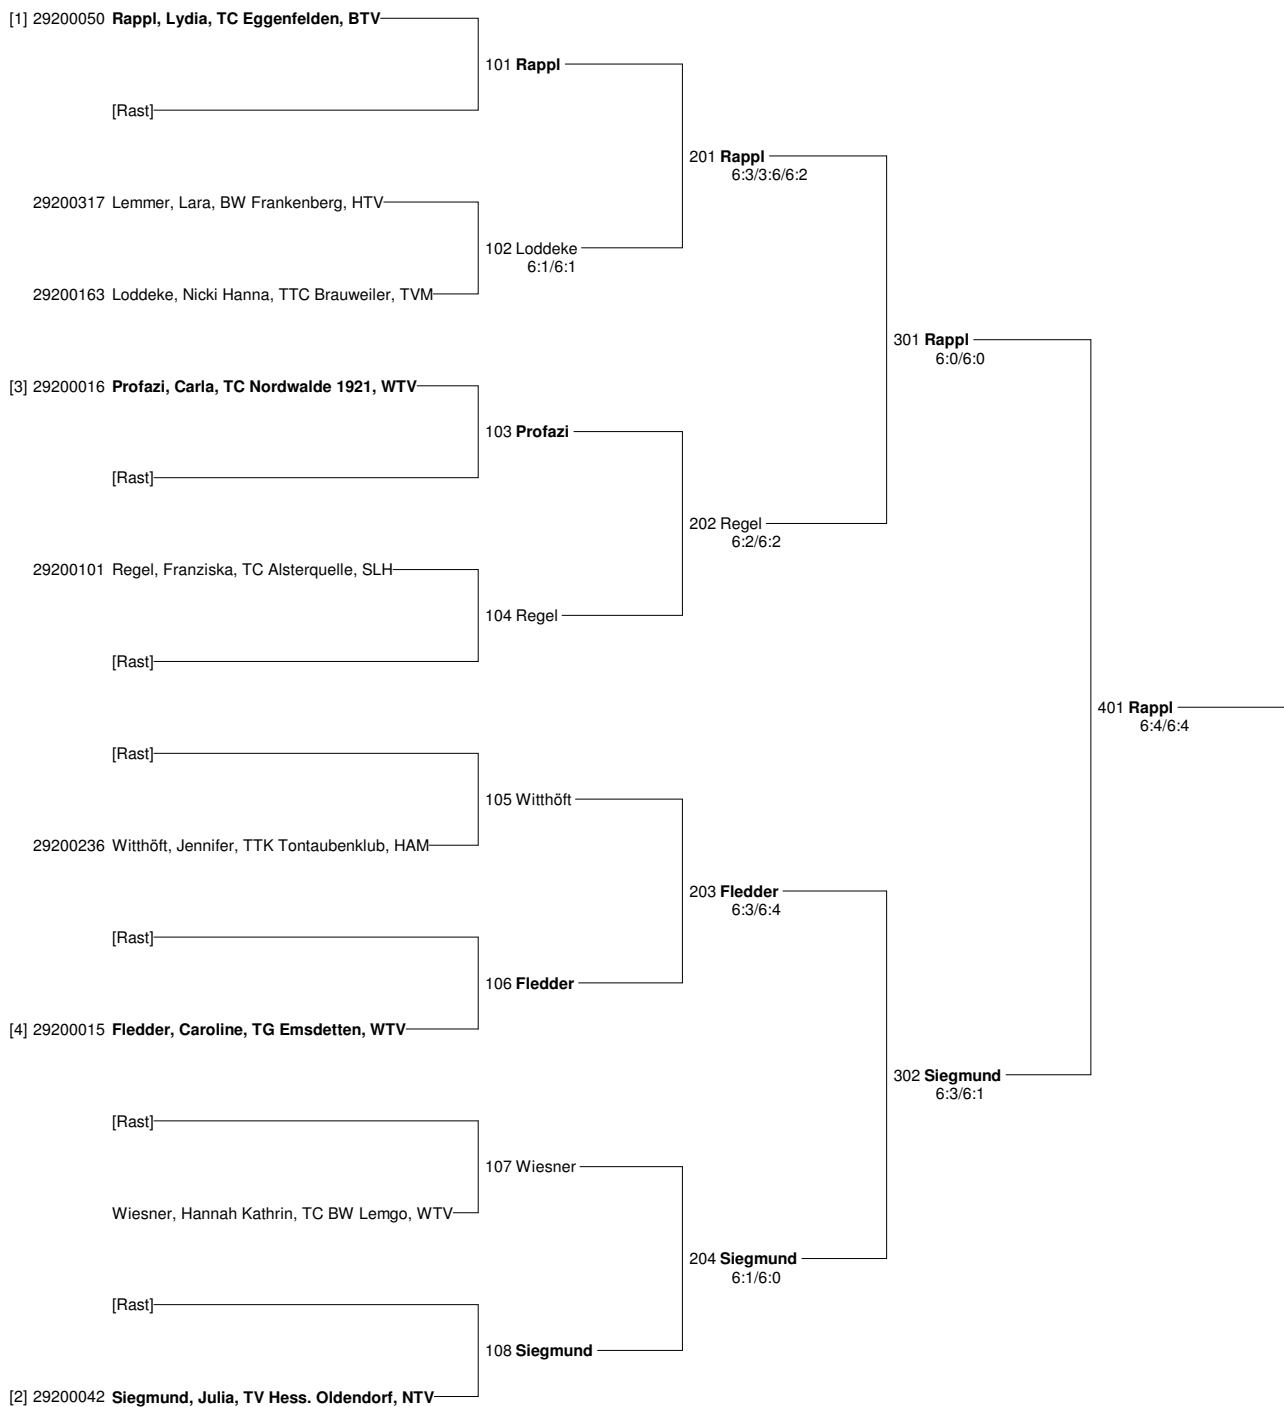 [1] 29200050 Rappl, Lydia, TC Eggenfelden, BTV
101 Rappl
[Rast]
201 Rappl
6:3/3:6/6:2
29200317 Lemmer, Lara, BW Frankenberg, HTV
102 Loddeke
6:1/6:1
29200163 Loddeke, Nicki Hanna, TTC Brauweiler, TVM
301 Rappl
6:0/6:0
[3] 29200016 Profazi, Carla, TC Nordwalde 1921, WTV
103 Profazi
[Rast]
202 Regel
6:2/6:2
29200101 Regel, Franziska, TC Alsterquelle, SLH
104 Regel
[Rast]
401 Rappl
6:4/6:4
[Rast]
105 Witthöft
29200236 Witthöft, Jennifer, TTK Tontaubenklub, HAM
203 Fledder
6:3/6:4
[Rast]
106 Fledder
[4] 29200015 Fledder, Caroline, TG Emsdetten, WTV
302 Siegmund
6:3/6:1
[Rast]
107 Wiesner
Wiesner, Hannah Kathrin, TC BW Lemgo, WTV
204 Siegmund
6:1/6:0
[Rast]
108 Siegmund
[2] 29200042 Siegmund, Julia, TV Hess. Oldendorf, NTV